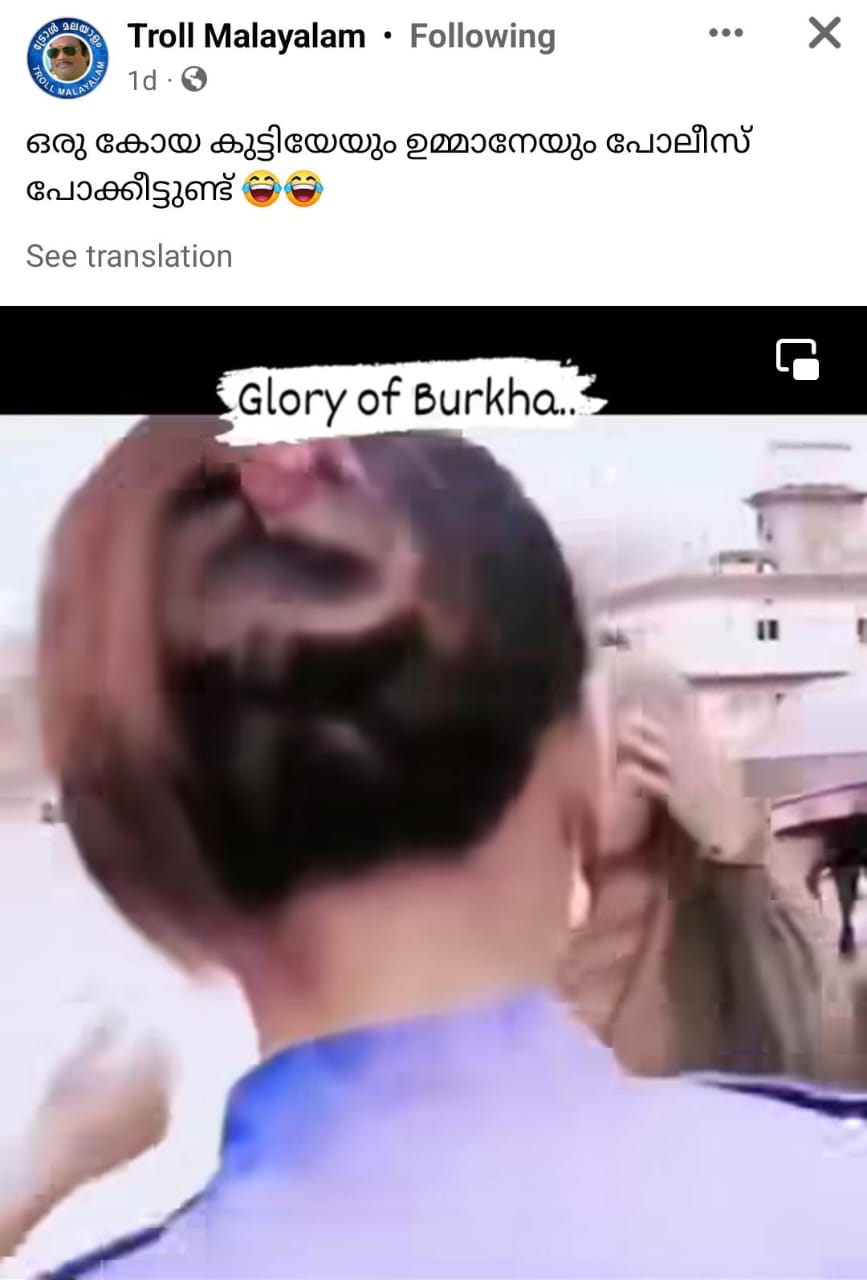 Troll Malayalam • Following
1d
ഒരു കോയ കുട്ടിയേയും ഉമ്മാനേയും പോലീസ്
പോക്കീട്ടുണ്ട് 😂😂
See translation
Glory of Burkha..
ട്രോൾ മലയാളം
TROLL MALAYALAM